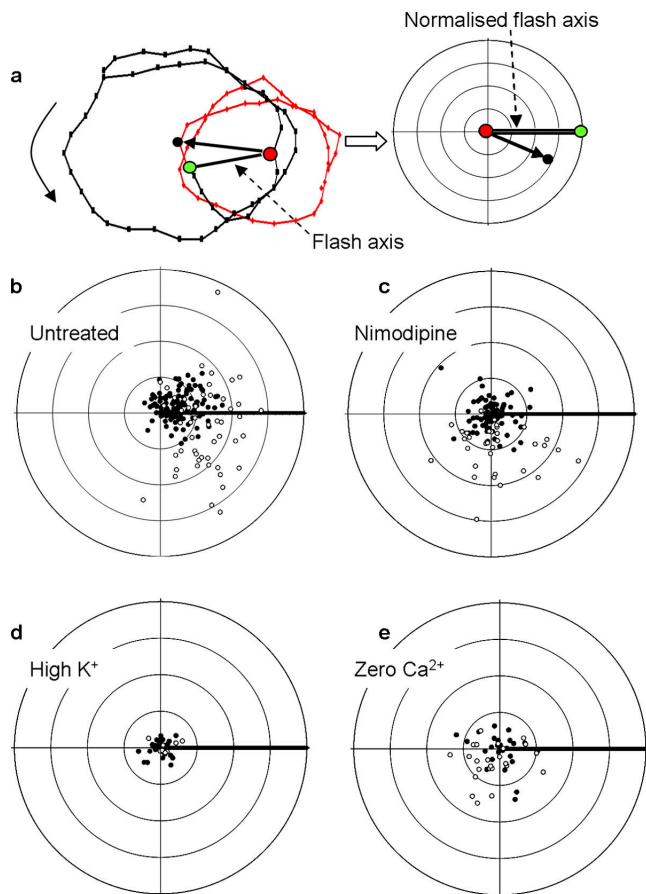 Normalised flash axis
a
Flash axis
b
Untreated
c
Nimodipine
d
High K⁺
e
Zero Ca²⁺